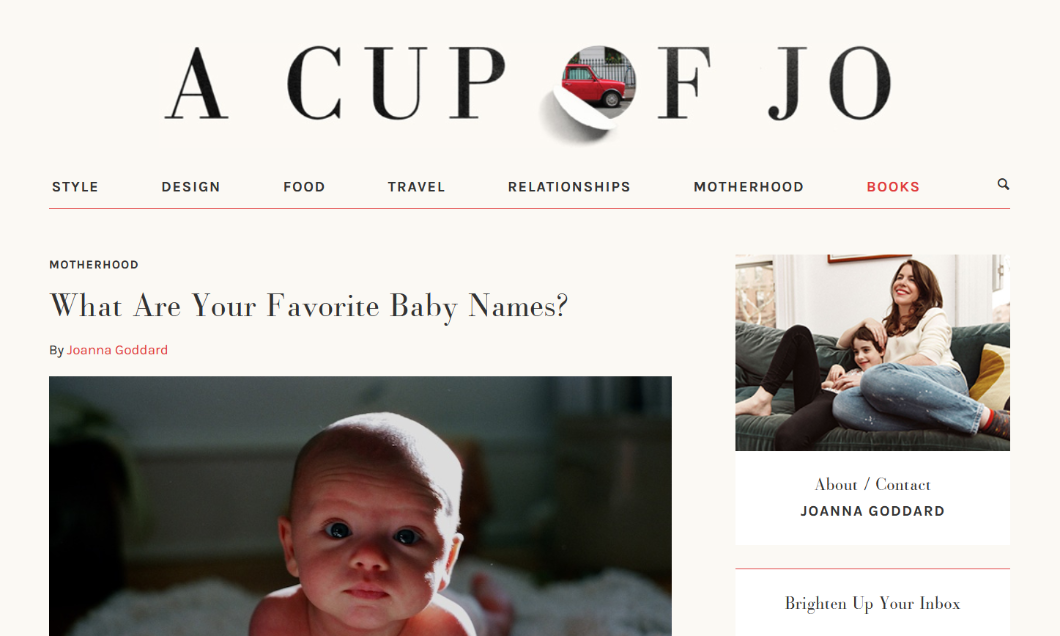 A CUP OF JO
STYLE DESIGN FOOD TRAVEL RELATIONSHIPS MOTHERHOOD BOOKS
MOTHERHOOD
What Are Your Favorite Baby Names?
By Joanna Goddard
About / Contact
JOANNA GODDARD
Brighten Up Your Inbox